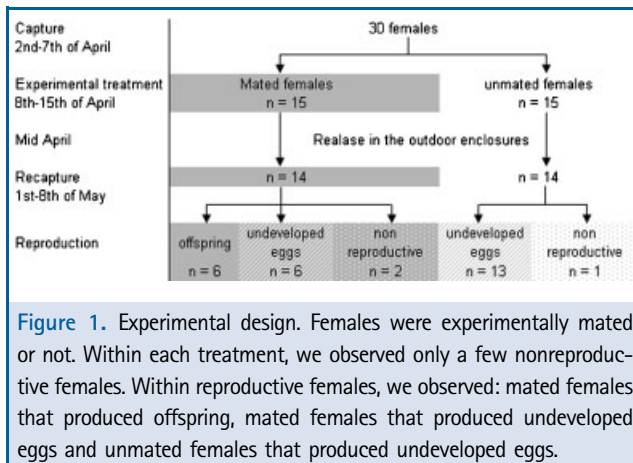 Capture
2nd-7th of April
30 females
Experimental treatment
8th-15th of April
Mated females
n = 15
unmated females
n = 15
Mid April
Realase in the outdoor enclosures
Recapture
1st-8th of May
n = 14
n = 14
Reproduction
offspring
n = 6
undeveloped
eggs
n = 6
non
reproductive
n = 2
undeveloped
eggs
n = 13
non
reproductive
n = 1
Figure 1. Experimental design. Females were experimentally mated
or not. Within each treatment, we observed only a few nonreproduc-
tive females. Within reproductive females, we observed: mated females
that produced offspring, mated females that produced undeveloped
eggs and unmated females that produced undeveloped eggs.